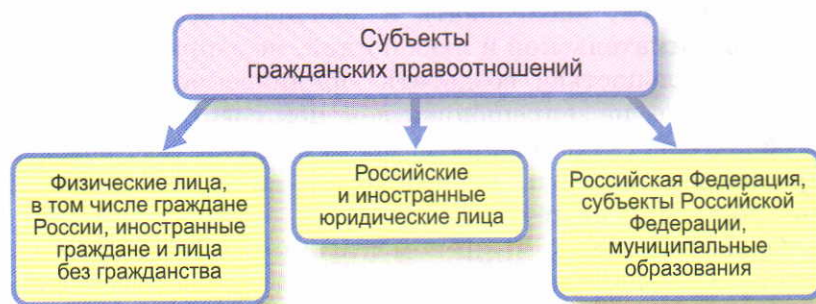 Субъекты
гражданских правоотношений
Физические лица,
в том числе граждане
России, иностранные
граждане и лица
без гражданства
Российские
и иностранные
юридические лица
Российская Федерация,
субъекты Российской
Федерации,
муниципальные
образования